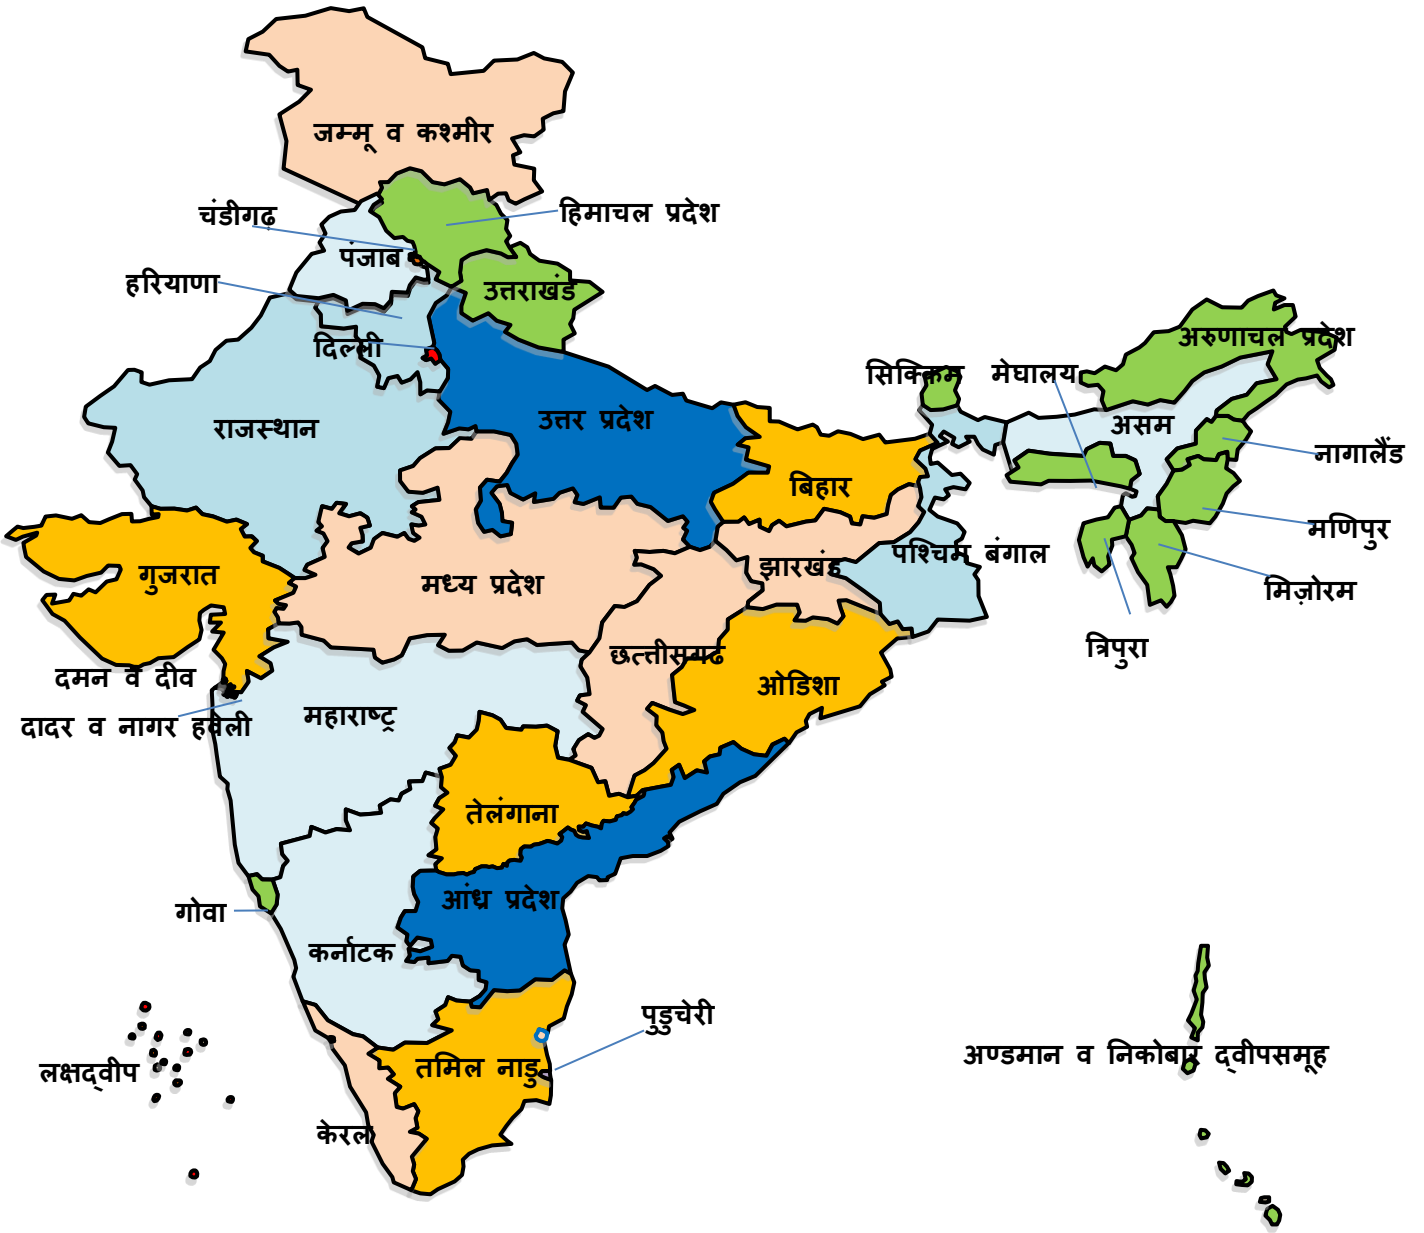 जम्मू व कश्मीर
चंडीगढ़
हिमाचल प्रदेश
पंजाब
हरियाणा
उत्तराखंड
दिल्ली
अरुणाचल प्रदेश
सिक्किम
मेघालय
राजस्थान
उत्तर प्रदेश
असम
नागालैंड
बिहार
मणिपुर
पश्चिम बंगाल
गुजरात
मध्य प्रदेश
झारखंड
मिज़ोरम
त्रिपुरा
छत्तीसगढ
दमन व दीव
ओडिशा
दादर व नागर हवेली
महाराष्ट्र
तेलंगाना
आंध्र प्रदेश
गोवा
कर्नाटक
पुडुचेरी
अण्डमान व निकोबार द्वीपसमूह
लक्षद्वीप
तमिल नाडु
केरल